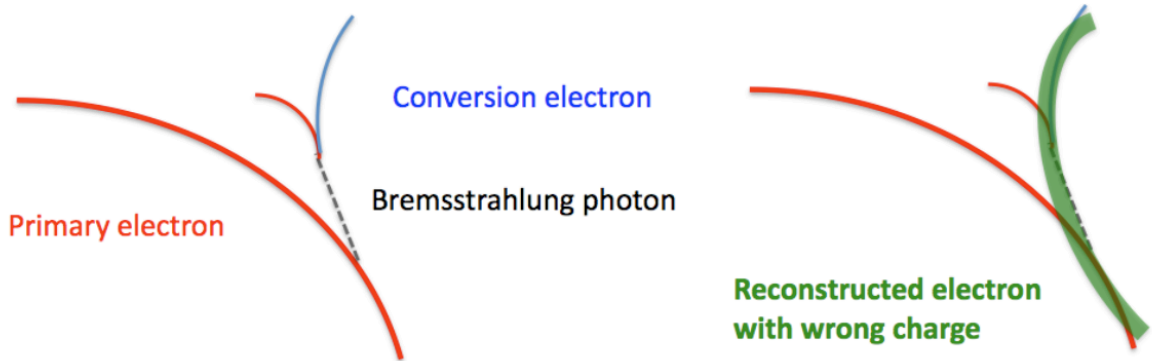 Conversion electron
Bremsstrahlung photon
Primary electron
Reconstructed electron
with wrong charge